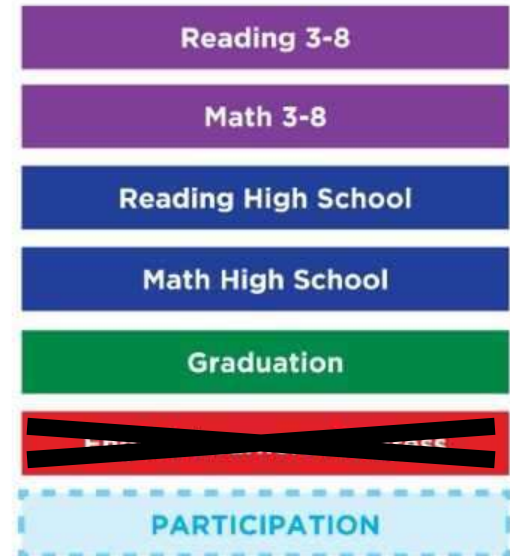 Reading 3-8
Math 3-8
Reading High School
Math High School
Graduation
PARTICIPATION